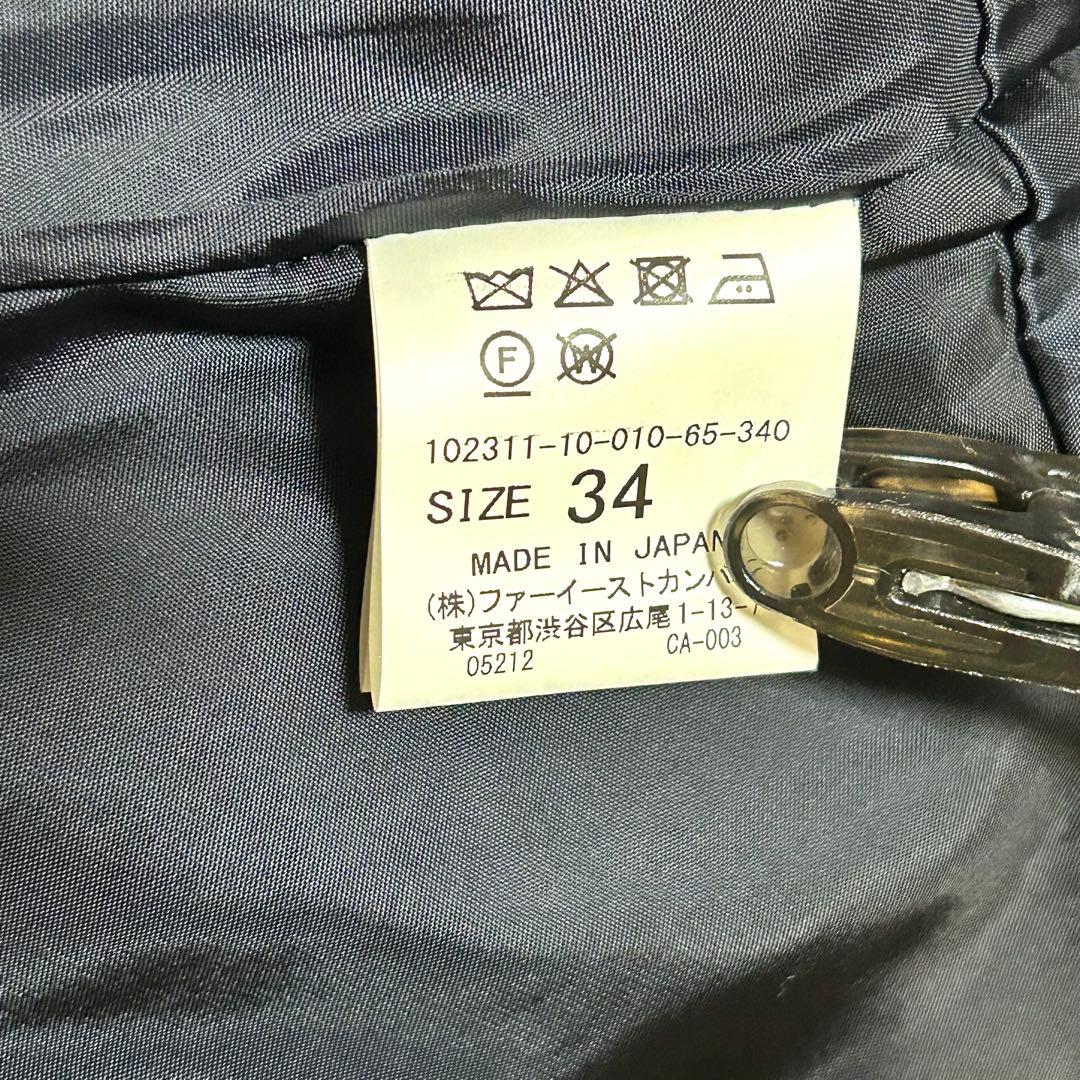 F W
102311-10-010-65-340
SIZE 34
MADE IN JAPAN
(株)ファーイーストカンパ
東京都渋谷区広尾1-13-1
05212 CA-003